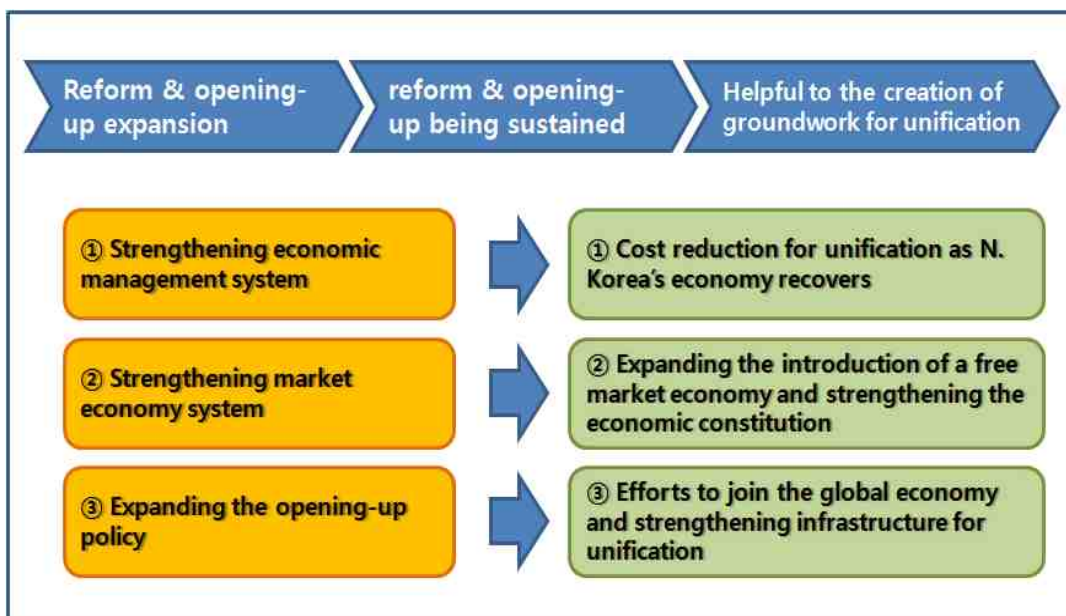 Reform & opening-
up expansion
reform & opening-
up being sustained
Helpful to the creation of
groundwork for unification
① Strengthening economic
management system
① Cost reduction for unification as N.
Korea's economy recovers
② Strengthening market
economy system
② Expanding the introduction of a free
market economy and strengthening the
economic constitution
③ Expanding the opening-up
policy
③ Efforts to join the global economy
and strengthening infrastructure for
unification